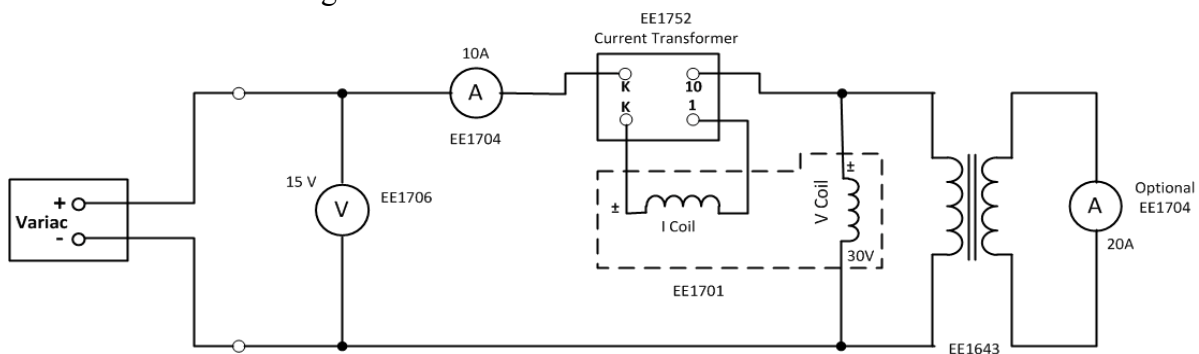 EE1752
Current Transformer
10A
A
EE1704
K
10
K
1
15 V
V
EE1706
+
Variac
-
±
I Coil
±
V Coil
30V
EE1701
A
Optional
EE1704
20A
EE1643